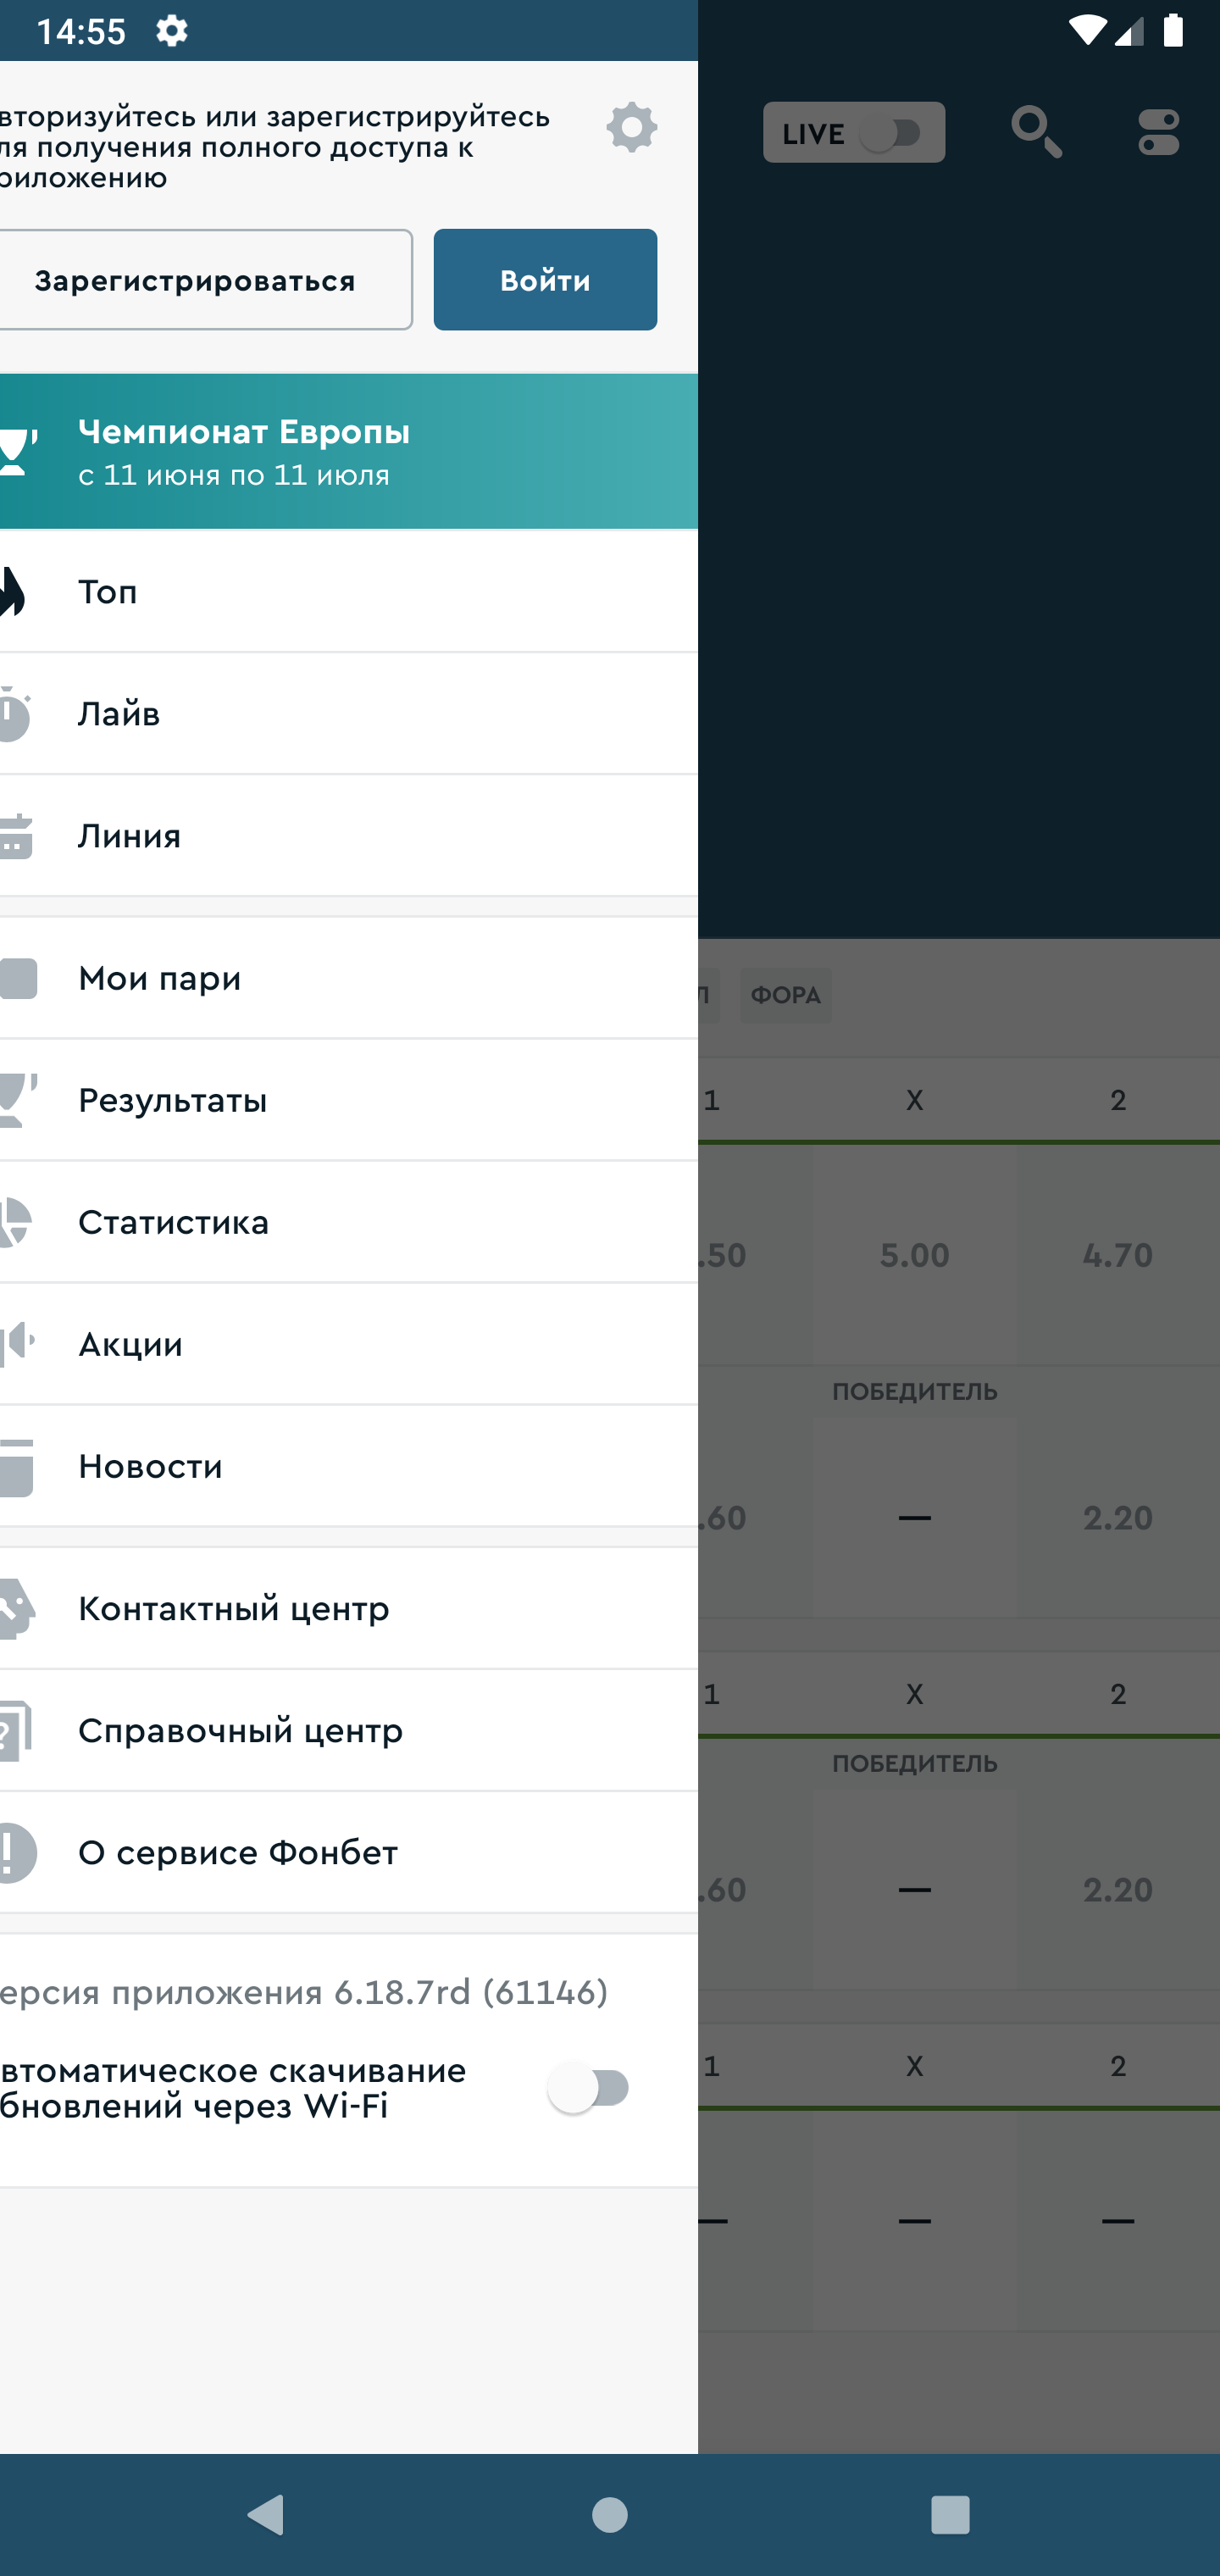 14:55
вторизуйтесь или зарегистрируйтесь
ля получения полного доступа к
риложению
LIVE
Зарегистрироваться
Войти
Чемпионат Европы
с 11 июня по 11 июля
Топ
Лайв
Линия
Мои пари
Л ФОРА
Результаты
1 X 2
Статистика
.50 5.00 4.70
Акции
ПОБЕДИТЕЛЬ
Новости
.60 — 2.20
Контактный центр
Справочный центр
1 X 2
ПОБЕДИТЕЛЬ
О сервисе Фонбет
.60 — 2.20
ерсия приложения 6.18.7rd (61146)
втоматическое скачивание
бновлений через Wi-Fi
1 X 2
— — —